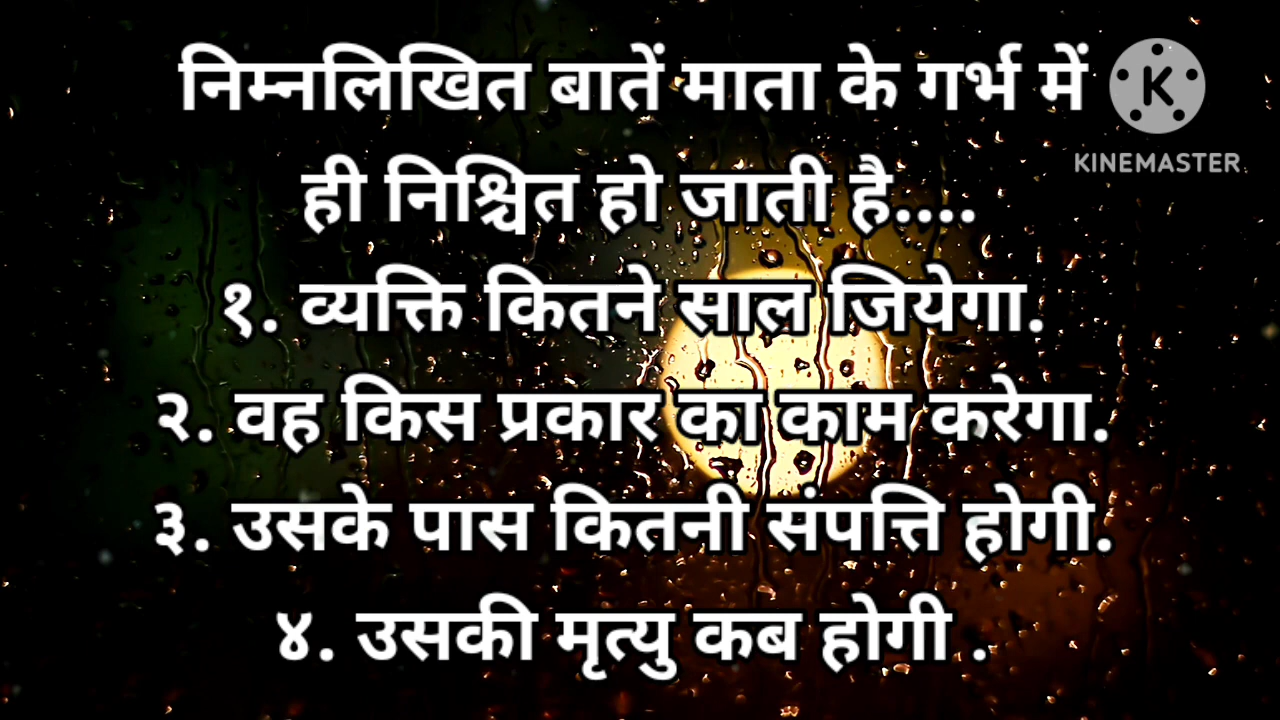 निम्नलिखित बातें माता के गर्भ में
ही निश्चित हो जाती है....
१. व्यक्ति कितने साल जियेगा.
२. वह किस प्रकार का काम करेगा.
३. उसके पास कितनी संपत्ति होगी.
४. उसकी मृत्यु कब होगी .
K
KINEMASTER